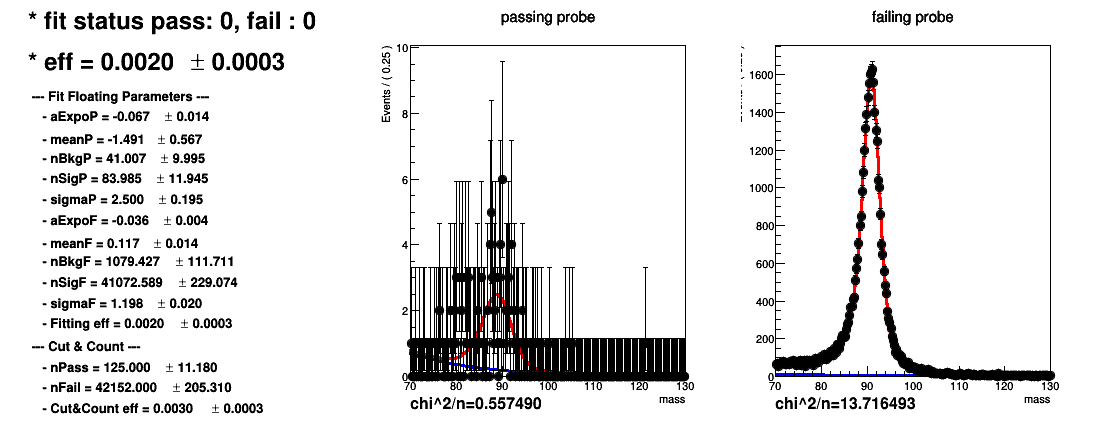 * fit status pass: 0, fail : 0
* eff = 0.0020 ± 0.0003
--- Fit Floating Parameters ---
- aExpoP = -0.067 ± 0.014
- meanP = -1.491 ± 0.567
- nBkgP = 41.007 ± 9.995
- nSigP = 83.985 ± 11.945
- sigmaP = 2.500 ± 0.195
- aExpoF = -0.036 ± 0.004
- meanF = 0.117 ± 0.014
- nBkgF = 1079.427 ± 111.711
- nSigF = 41072.589 ± 229.074
- sigmaF = 1.198 ± 0.020
- Fitting eff = 0.0020 ± 0.0003
--- Cut & Count ---
- nPass = 125.000 ± 11.180
- nFail = 42152.000 ± 205.310
- Cut&Count eff = 0.0030 ± 0.0003
passing probe
Events / ( 0.25 )
10
8
6
4
2
0
70 80 90 100 110 120 130
mass
chi^2/n=0.557490
failing probe
1600
1400
1200
1000
800
600
400
200
0
70 80 90 100 110 120 130
mass
chi^2/n=13.716493